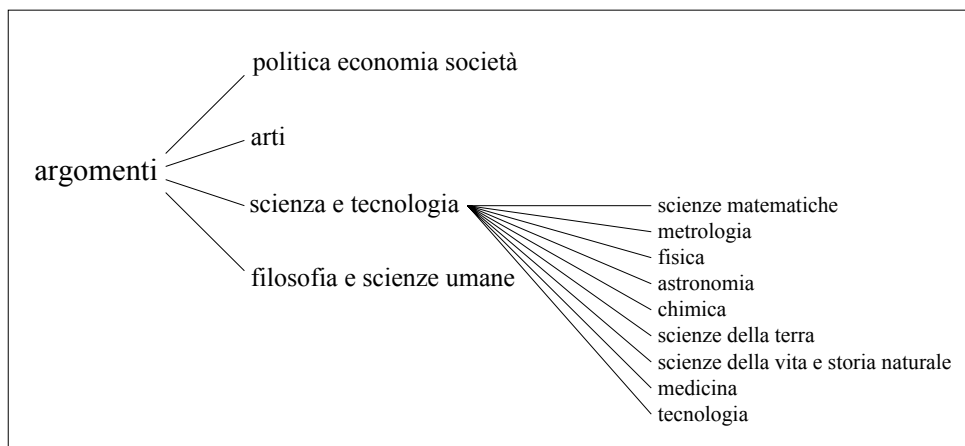 argomenti
politica economia società
arti
scienza e tecnologia
filosofia e scienze umane
scienze matematiche
metrologia
fisica
astronomia
chimica
scienze della terra
scienze della vita e storia naturale
medicina
tecnologia